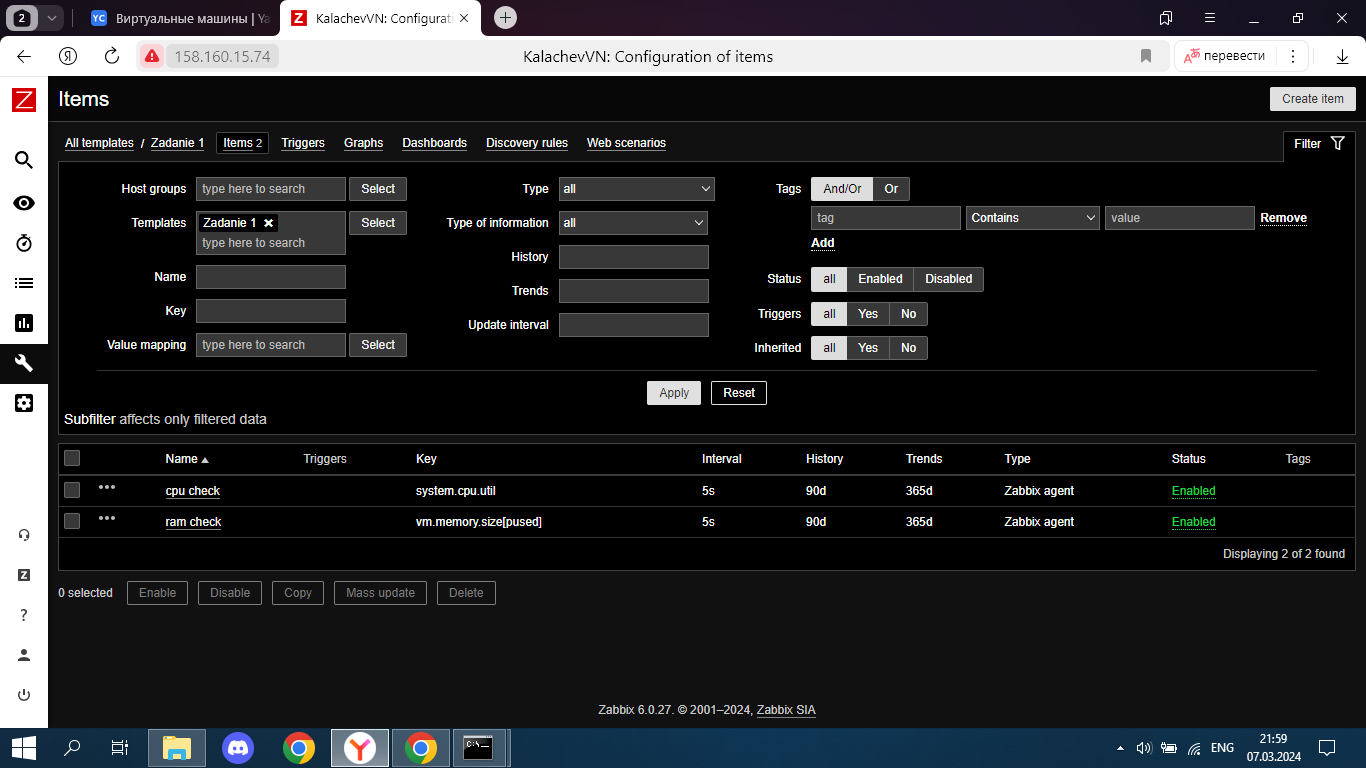 2
YC Виртуальные машины | Ya
Z KalachevVN: Configurati
Я 158.160.15.74 KalachevVN: Configuration of items перевести
Z Items Create item
All templates / Zadanie 1 Items 2 Triggers Graphs Dashboards Discovery rules Web scenarios Filter
Host groups type here to search Select Type all Tags And/Or Or
Templates Zadanie 1 Select Type of information all tag Contains value Remove
type here to search Add
History
Name Status all Enabled Disabled
Trends
Key Triggers all Yes No
Update interval
Value mapping type here to search Select Inherited all Yes No
Apply Reset
Subfilter affects only filtered data
Name Triggers Key Interval History Trends Type Status Tags
cpu check system.cpu.util 5s 90d 365d Zabbix agent Enabled
ram check vm.memory.size[pused] 5s 90d 365d Zabbix agent Enabled
Displaying 2 of 2 found
0 selected Enable Disable Copy Mass update Delete
Z
?
Zabbix 6.0.27. © 2001–2024, Zabbix SIA
ENG 21:59
07.03.2024